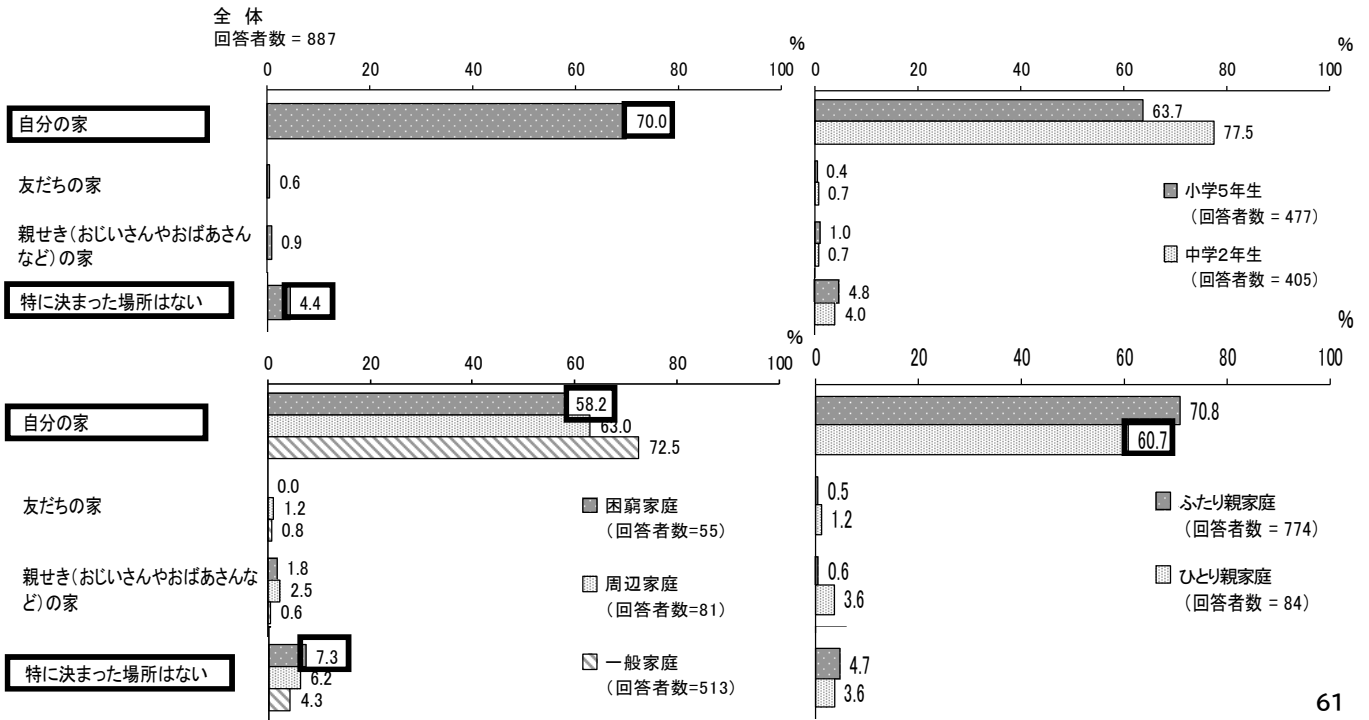 全 体
回答者数 = 887
%
0 20 40 60 80 100
自分の家
70.0
友だちの家
0.6
親せき（おじいさんやおばあさん
など）の家
0.9
特に決まった場所はない
4.4
%
0 20 40 60 80 100
63.7
77.5
0.4
0.7
1.0
0.7
4.8
4.0
小学5年生
（回答者数 = 477）
中学2年生
（回答者数 = 405）
%
0 20 40 60 80 100
自分の家
58.2
63.0
72.5
友だちの家
0.0
1.2
0.8
親せき（おじいさんやおばあさんな
ど）の家
1.8
2.5
0.6
特に決まった場所はない
7.3
6.2
4.3
困窮家庭
（回答者数=55）
周辺家庭
（回答者数=81）
一般家庭
（回答者数=513）
%
0 20 40 60 80 100
70.8
60.7
0.5
1.2
0.6
3.6
4.7
3.6
ふたり親家庭
（回答者数 = 774）
ひとり親家庭
（回答者数 = 84）
61